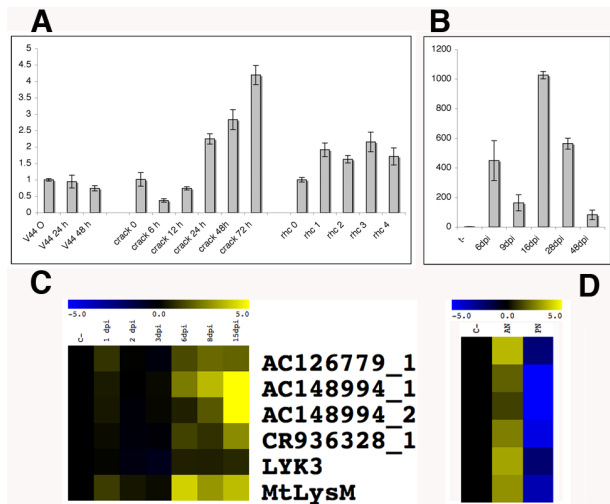 A
5
4.5
4
3.5
3
2.5
2
1.5
1
0.5
0
V44 O
V44 24 h
V44 48 h
crack 0
crack 6 h
crack 12 h
crack 24 h
crack 48h
crack 72 h
rhc 0
rhc 1
rhc 2
rhc 3
rhc 4
B
1200
1000
800
600
400
200
0
t-
6dpi
9dpi
16dpi
28dpi
48dpi
C
-5.0 0.0 5.0
C-
1 dpi
2 dpi
3dpi
6dpi
8dpi
15dpi
AC126779_1
AC148994_1
AC148994_2
CR936328_1
LYK3
MtLysM
D
-5.0 0.0 5.0
C-
AN
PN